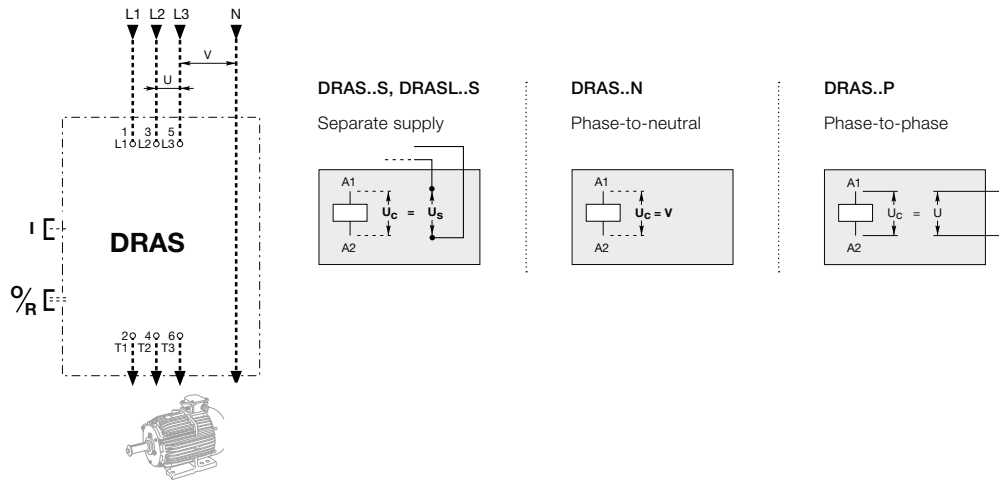 L1 L2 L3 N
V
U
1 3 5
L1 L2 L3
I
DRAS
O/R
2 4 6
T1 T2 T3
DRAS..S, DRASL..S
Separate supply
A1
Uc = Us
A2
DRAS..N
Phase-to-neutral
A1
Uc = V
A2
DRAS..P
Phase-to-phase
A1
Uc = U
A2